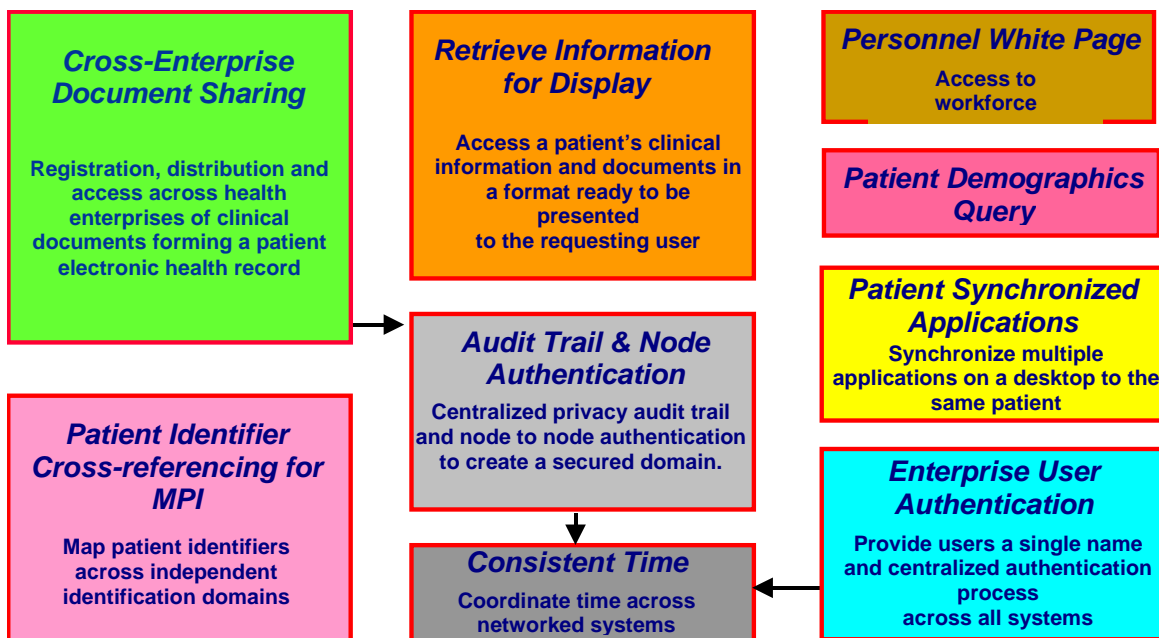 Cross-Enterprise
Document Sharing
Registration, distribution and
access across health
enterprises of clinical
documents forming a patient
electronic health record
Patient Identifier
Cross-referencing for
MPI
Map patient identifiers
across independent
identification domains
Retrieve Information
for Display
Access a patient’s clinical
information and documents in
a format ready to be
presented
to the requesting user
Audit Trail & Node
Authentication
Centralized privacy audit trail
and node to node authentication
to create a secured domain.
Consistent Time
Coordinate time across
networked systems
Personnel White Page
Access to
workforce
Patient Demographics
Query
Patient Synchronized
Applications
Synchronize multiple
applications on a desktop to the
same patient
Enterprise User
Authentication
Provide users a single name
and centralized authentication
process
across all systems